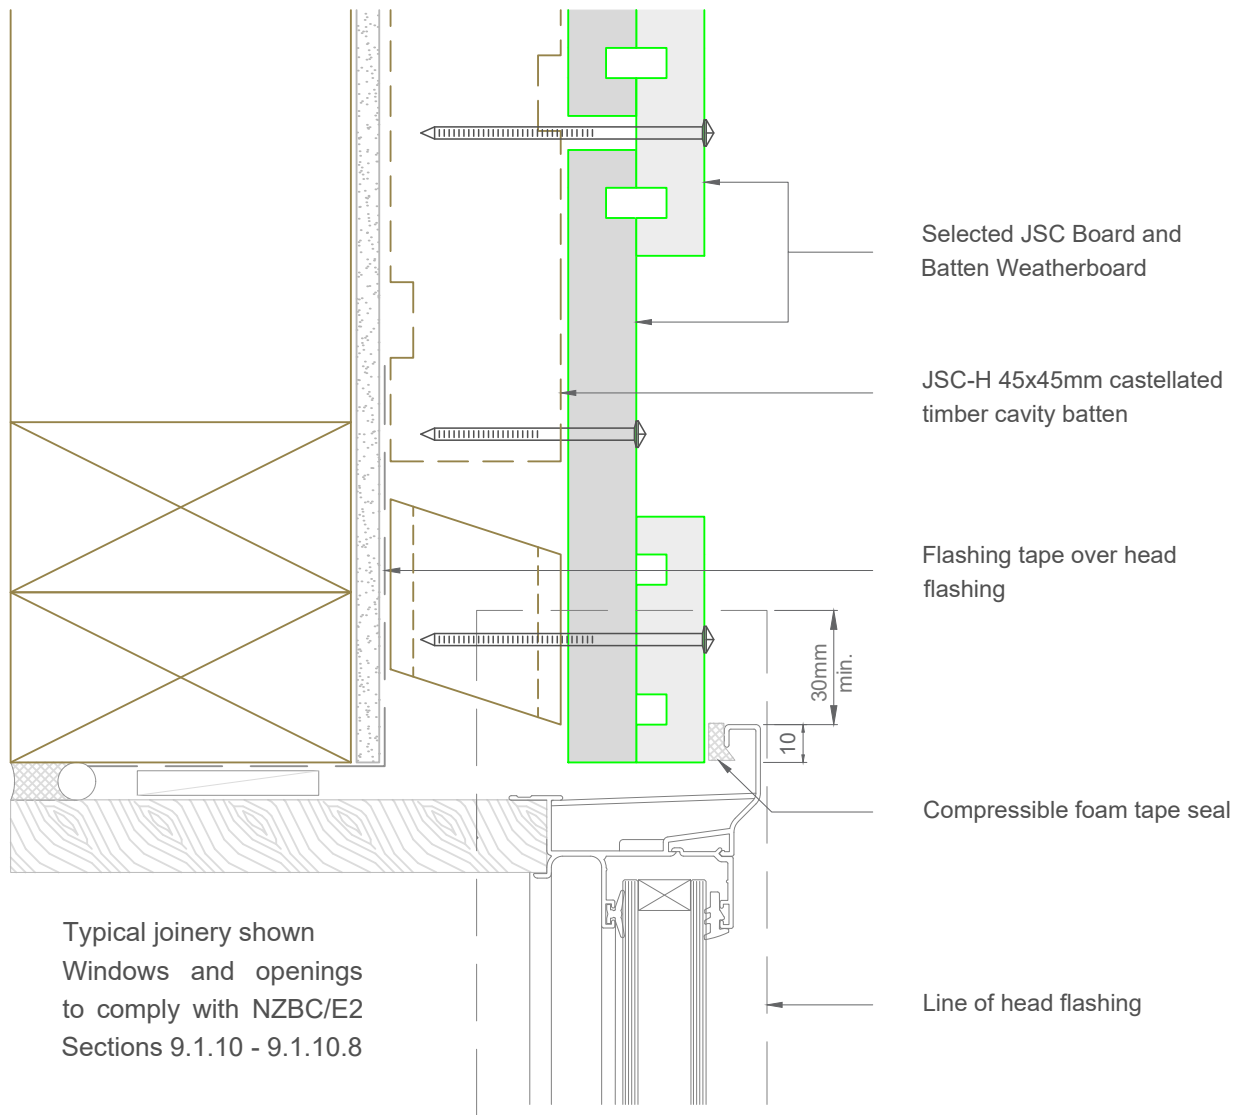 Selected JSC Board and
Batten Weatherboard
JSC-H 45x45mm castellated
timber cavity batten
Flashing tape over head
flashing
30mm
min.
10
Compressible foam tape seal
Typical joinery shown
Windows and openings
to comply with NZBC/E2
Sections 9.1.10 - 9.1.10.8
Line of head flashing